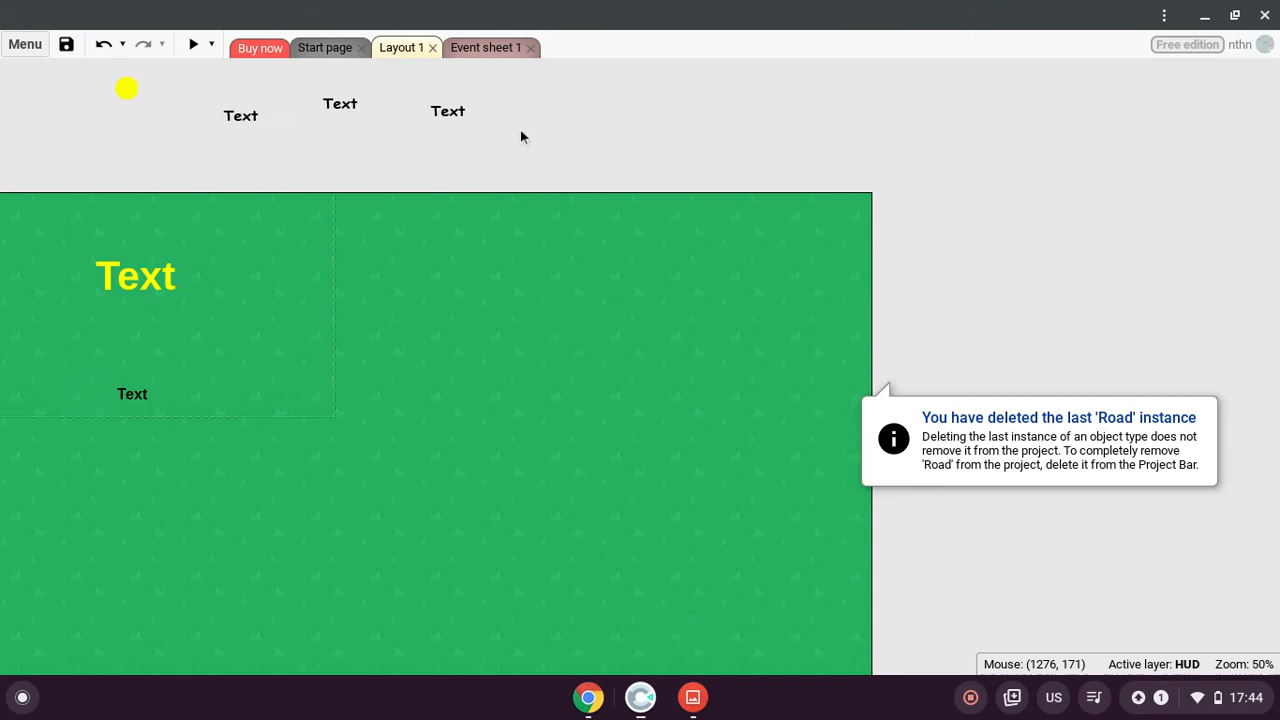 Menu
Buy now
Start page
Layout 1
Event sheet 1
Free edition
nthn
Text
Text
Text
Text
Text
You have deleted the last 'Road' instance
Deleting the last instance of an object type does not
remove it from the project. To completely remove
'Road' from the project, delete it from the Project Bar.
Mouse: (1276, 171)
Active layer: HUD
Zoom: 50%
US
1
17:44